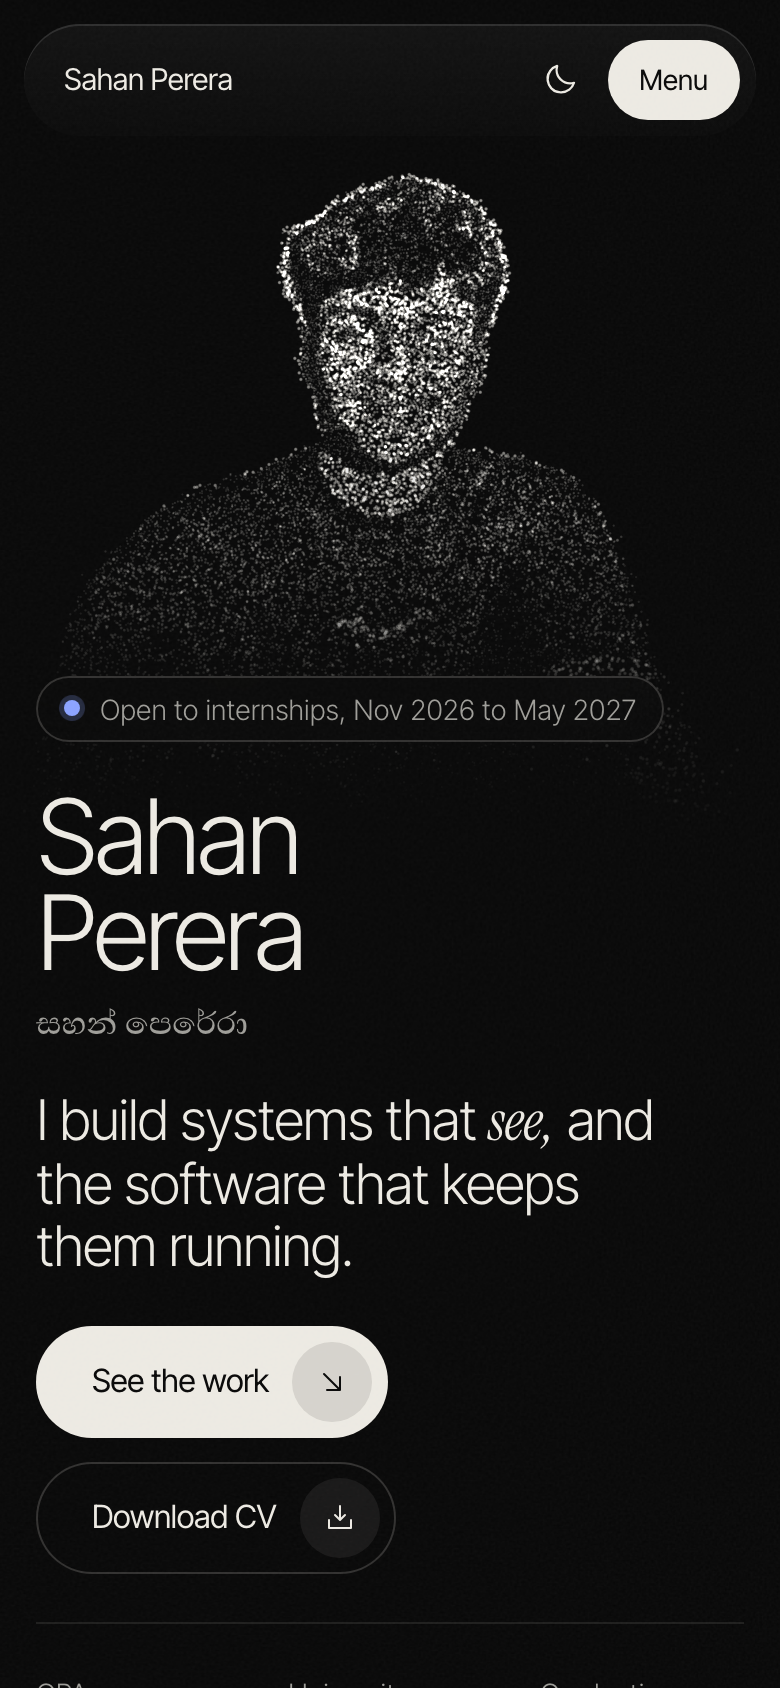 Sahan Perera
Menu
Open to internships, Nov 2026 to May 2027
Sahan
Perera
සහන් පෙරේරා
I build systems that see, and
the software that keeps
them running.
See the work
Download CV